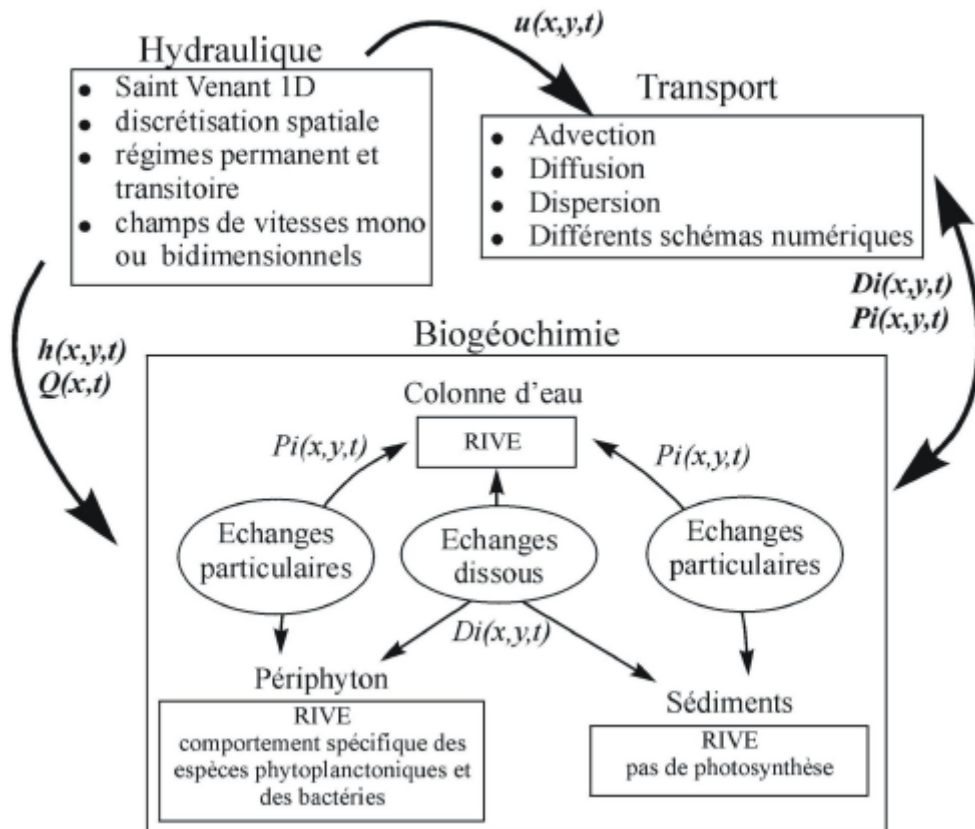 u(x,y,t)
Hydraulique
• Saint Venant 1D
• discrétisation spatiale
• régimes permanent et
transitoire
• champs de vitesses mono
ou bidimensionnels
Transport
• Advection
• Diffusion
• Dispersion
• Différents schémas numériques
h(x,y,t)
Q(x,t)
Di(x,y,t)
Pi(x,y,t)
Biogéochimie
Colonne d'eau
RIVE
Pi(x,y,t)
Pi(x,y,t)
Echanges
particulaires
Echanges
dissous
Echanges
particulaires
Di(x,y,t)
Périphyton
RIVE
comportement spécifique des
espèces phytoplanctoniques et
des bactéries
Sédiments
RIVE
pas de photosynthèse